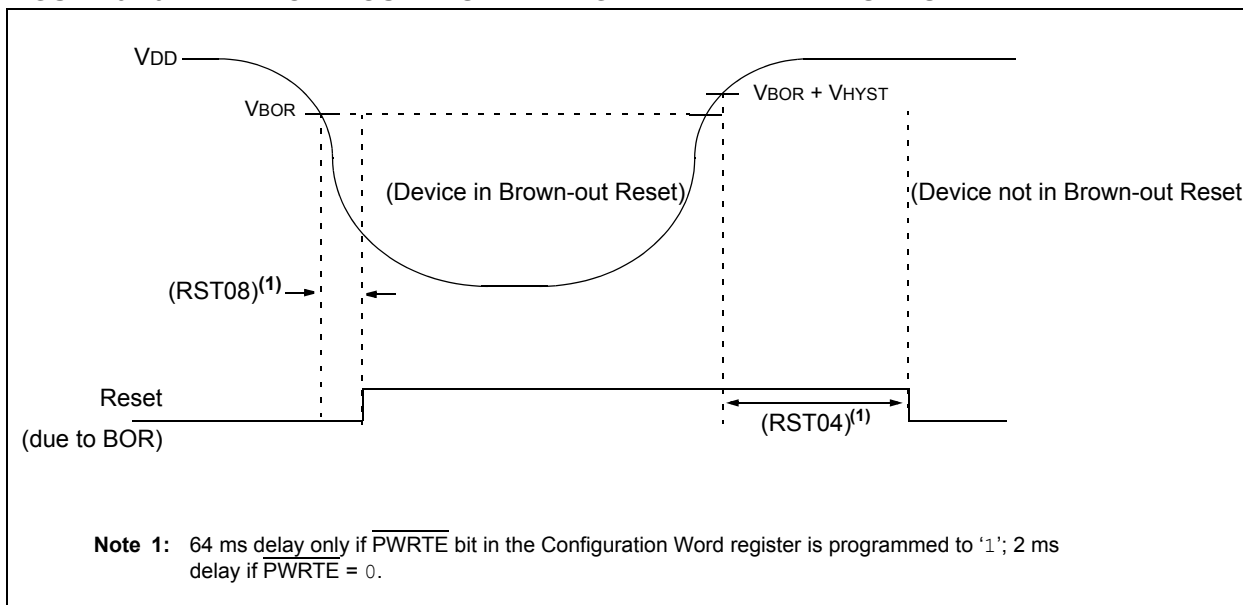 VDD
VBOR
VBOR + VHYST
(Device in Brown-out Reset)
(Device not in Brown-out Reset
(RST08)(1)
Reset
(due to BOR)
(RST04)(1)
Note 1: 64 ms delay only if PWRTE bit in the Configuration Word register is programmed to ‘1’; 2 ms
delay if PWRTE = 0.